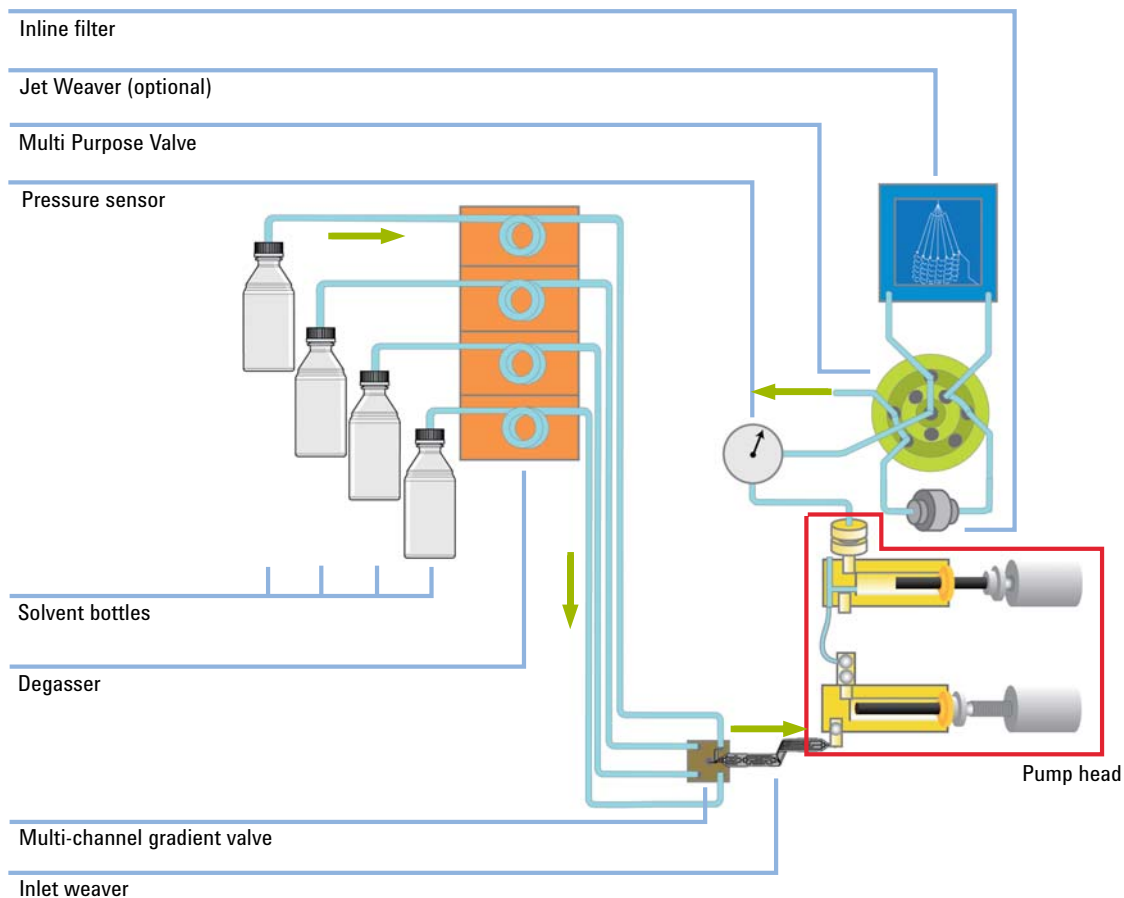 Inline filter
Jet Weaver (optional)
Multi Purpose Valve
Pressure sensor
Solvent bottles
Degasser
Pump head
Multi-channel gradient valve
Inlet weaver